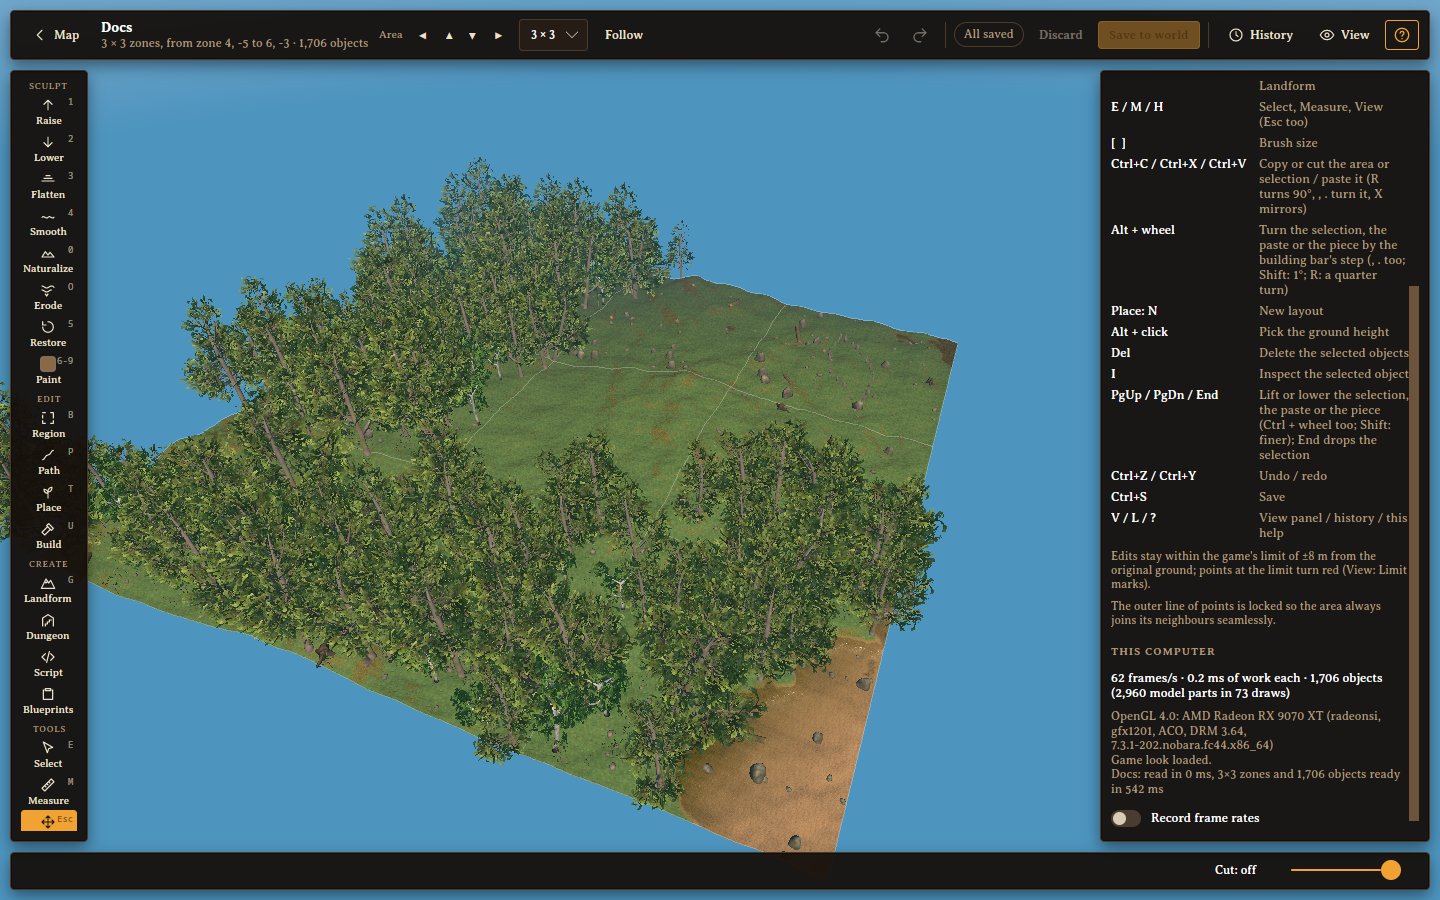 Map
Docs
3 × 3 zones, from zone 4, -5 to 6, -3 · 1,706 objects
Area
3 × 3
Follow
All saved
Discard
Save to world
History
View
SCULPT
1
Raise
2
Lower
3
Flatten
4
Smooth
0
Naturalize
O
Erode
5
Restore
6-9
Paint
EDIT
B
Region
P
Path
T
Place
U
Build
CREATE
G
Landform
Dungeon
Script
Blueprints
TOOLS
E
Select
M
Measure
Esc
Landform
E / M / H
Select, Measure, View
(Esc too)
[ ]
Brush size
Ctrl+C / Ctrl+X / Ctrl+V
Copy or cut the area or
selection / paste it (R
turns 90°, , . turn it, X
mirrors)
Alt + wheel
Turn the selection, the
paste or the piece by the
building bar's step (, . too;
Shift: 1°; R: a quarter
turn)
Place: N
New layout
Alt + click
Pick the ground height
Del
Delete the selected objects
I
Inspect the selected object
PgUp / PgDn / End
Lift or lower the selection,
the paste or the piece
(Ctrl + wheel too; Shift:
finer); End drops the
selection
Ctrl+Z / Ctrl+Y
Undo / redo
Ctrl+S
Save
V / L / ?
View panel / history / this
help
Edits stay within the game's limit of ±8 m from the
original ground; points at the limit turn red (View: Limit
marks).
The outer line of points is locked so the area always
joins its neighbours seamlessly.
THIS COMPUTER
62 frames/s · 0.2 ms of work each · 1,706 objects
(2,960 model parts in 73 draws)
OpenGL 4.0: AMD Radeon RX 9070 XT (radeonsi,
gfx1201, ACO, DRM 3.64,
7.3.1-202.nobara.fc44.x86_64)
Game look loaded.
Docs: read in 0 ms, 3×3 zones and 1,706 objects ready
in 542 ms
Record frame rates
Cut: off